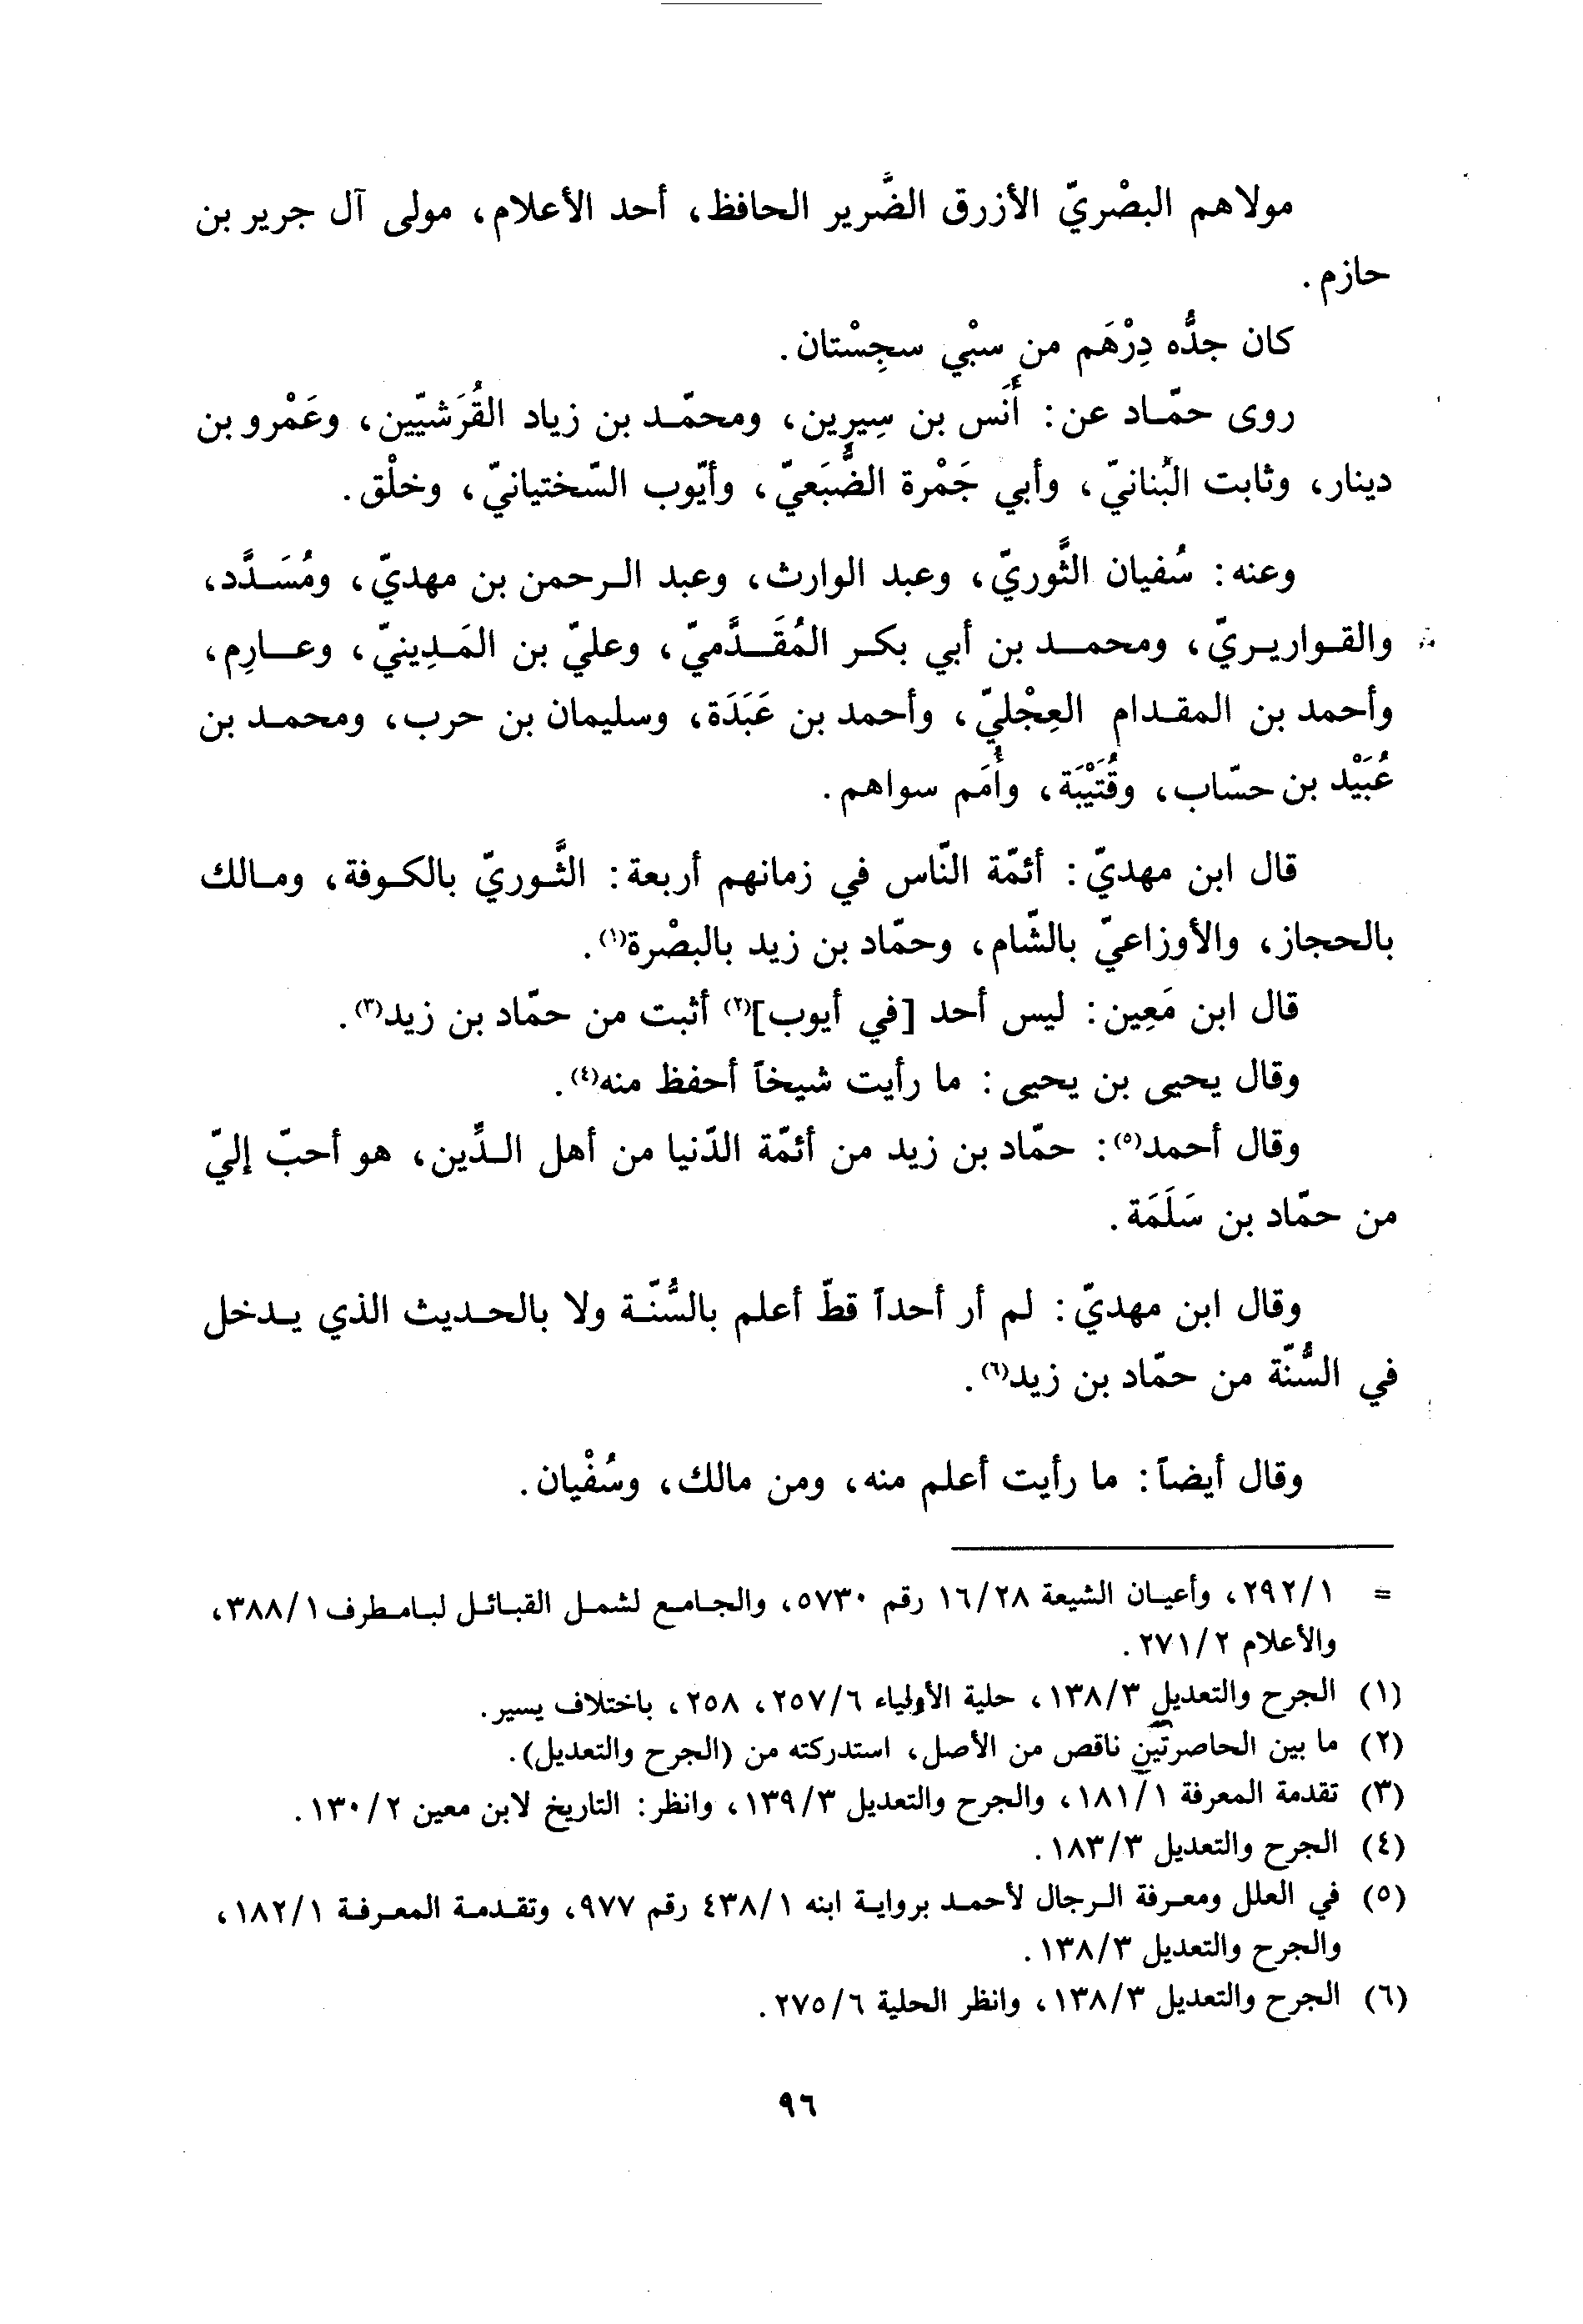 مولاهم البصْريّ الأزرق الضَّرير الحافظ، أحد الأعلام، مولى آل جرير بن
حازم.
كان جدُّه دِرْهَم من سبْي سجِسْتان.
روى حمّاد عن: أَنَس بن سِيرِين، ومحمّد بن زياد القُرَشيّين، وعَمْرو بن
دينار، وثابت البُنانيّ، وأبي جَمْرة الضُّبَعيّ، وأيّوب السّختيانيّ، وخلْق.
وعنه: سُفيان الثَّوريّ، وعبد الوارث، وعبد الرحمن بن مهديّ، ومُسَدَّد،
والقواريريّ، ومحمد بن أبي بكر المُقَدَّميّ، وعليّ بن المَدِينيّ، وعارِم،
وأحمد بن المقدام العِجْليّ، وأحمد بن عَبَدَة، وسليمان بن حرب، ومحمد بن
عُبَيْد بن حسّاب، وقُتَيْبَة، وأُمَم سواهم.
قال ابن مهديّ: أئمّة النّاس في زمانهم أربعة: الثَّوريّ بالكوفة، ومالك
بالحجاز، والأوزاعيّ بالشّام، وحمّاد بن زيد بالبصْرة(١).
قال ابن مَعِين: ليس أحد [في أيوب](٢) أثبت من حمّاد بن زيد(٣).
وقال يحيى بن يحيى: ما رأيت شيخاً أحفظ منه(٤).
وقال أحمد(٥): حمّاد بن زيد من أئمّة الدّنيا من أهل الدِّين، هو أحبّ إليّ
من حمّاد بن سَلَمَة.
وقال ابن مهديّ: لم أر أحداً قطّ أعلم بالسُّنّة ولا بالحديث الذي يدخل
في السُّنّة من حمّاد بن زيد(٦).
وقال أيضاً: ما رأيت أعلم منه، ومن مالك، وسُفْيان.
= ٢٩٢/١، وأعيان الشيعة ١٦/٢٨ رقم ٥٧٣٠، والجامع لشمل القبائل لبامطرف ٣٨٨/١،
والأعلام ٢٧١/٢.
(١) الجرح والتعديل ١٣٨/٣، حلية الأولياء ٢٥٧/٦، ٢٥٨، باختلاف يسير.
(٢) ما بين الحاصرتين ناقص من الأصل، استدركته من (الجرح والتعديل).
(٣) تقدمة المعرفة ١٨١/١، والجرح والتعديل ١٣٩/٣، وانظر: التاريخ لابن معين ١٣٠/٢.
(٤) الجرح والتعديل ١٨٣/٣.
(٥) في العلل ومعرفة الرجال لأحمد برواية ابنه ٤٣٨/١ رقم ٩٧٧، وتقدمة المعرفة ١٨٢/١،
والجرح والتعديل ١٣٨/٣.
(٦) الجرح والتعديل ١٣٨/٣، وانظر الحلية ٢٧٥/٦.
٩٦